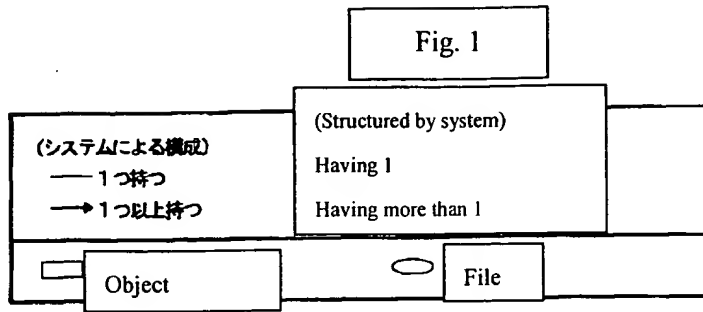 Fig. 1
(システムによる構成)
1つ持つ
1つ以上持つ
(Structured by system)
Having 1
Having more than 1
Object
File